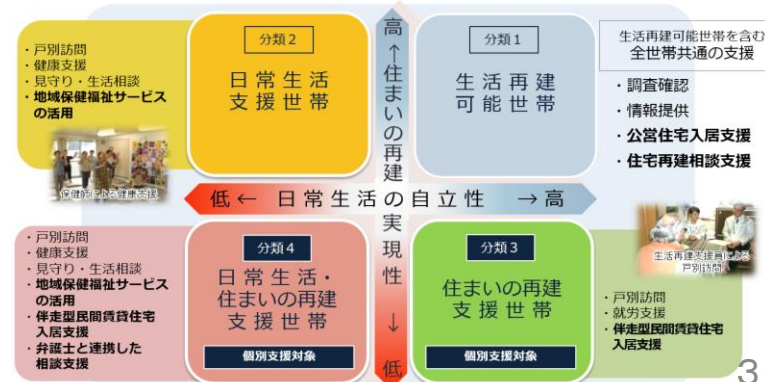 ・戸別訪問
・健康支援
・見守り・生活相談
・地域保健福祉サービス
の活用
保健師による健康支援
分類2
日常生活
支援世帯
高←住まいの再建の実現性→低
分類1
生活再建
可能世帯
生活再建可能世帯を含む
全世帯共通の支援
・調査確認
・情報提供
・公営住宅入居支援
・住宅再建相談支援
低← 日常生活の自立性 →高
・戸別訪問
・健康支援
・見守り・生活相談
・地域保健福祉サービス
の活用
・伴走型民間賃貸住宅
入居支援
・弁護士と連携した
相談支援
分類4
日常生活・
住まいの再建
支援世帯
個別支援対象
分類3
住まいの再建
支援世帯
個別支援対象
生活再建支援員による
戸別訪問
・戸別訪問
・就労支援
・伴走型民間賃貸住宅
入居支援
3